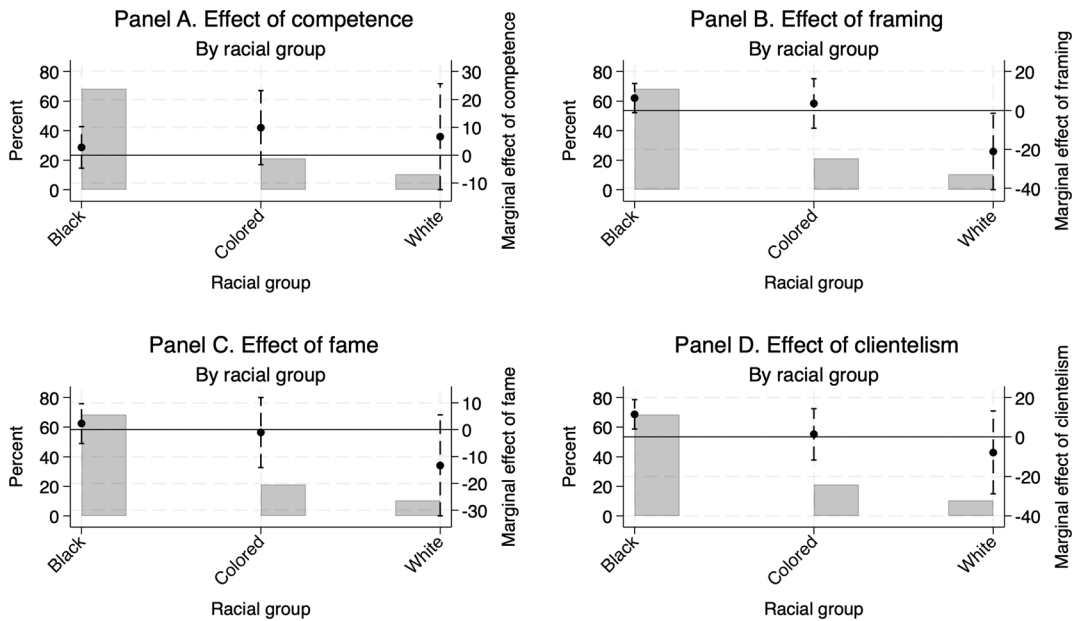 Panel A. Effect of competence
By racial group
Percent
80
60
40
20
0
30
20
10
0
-10
Marginal effect of competence
Black
Colored
White
Racial group
Panel B. Effect of framing
By racial group
Percent
80
60
40
20
0
20
0
-20
-40
Marginal effect of framing
Black
Colored
White
Racial group
Panel C. Effect of fame
By racial group
Percent
80
60
40
20
0
10
0
-10
-20
-30
Marginal effect of fame
Black
Colored
White
Racial group
Panel D. Effect of clientelism
By racial group
Percent
80
60
40
20
0
20
0
-20
-40
Marginal effect of clientelism
Black
Colored
White
Racial group